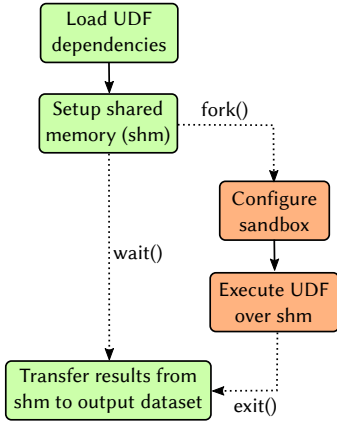 Load UDF
dependencies
Setup shared
memory (shm)
fork()
Configure
sandbox
wait()
Execute UDF
over shm
Transfer results from
shm to output dataset
exit()